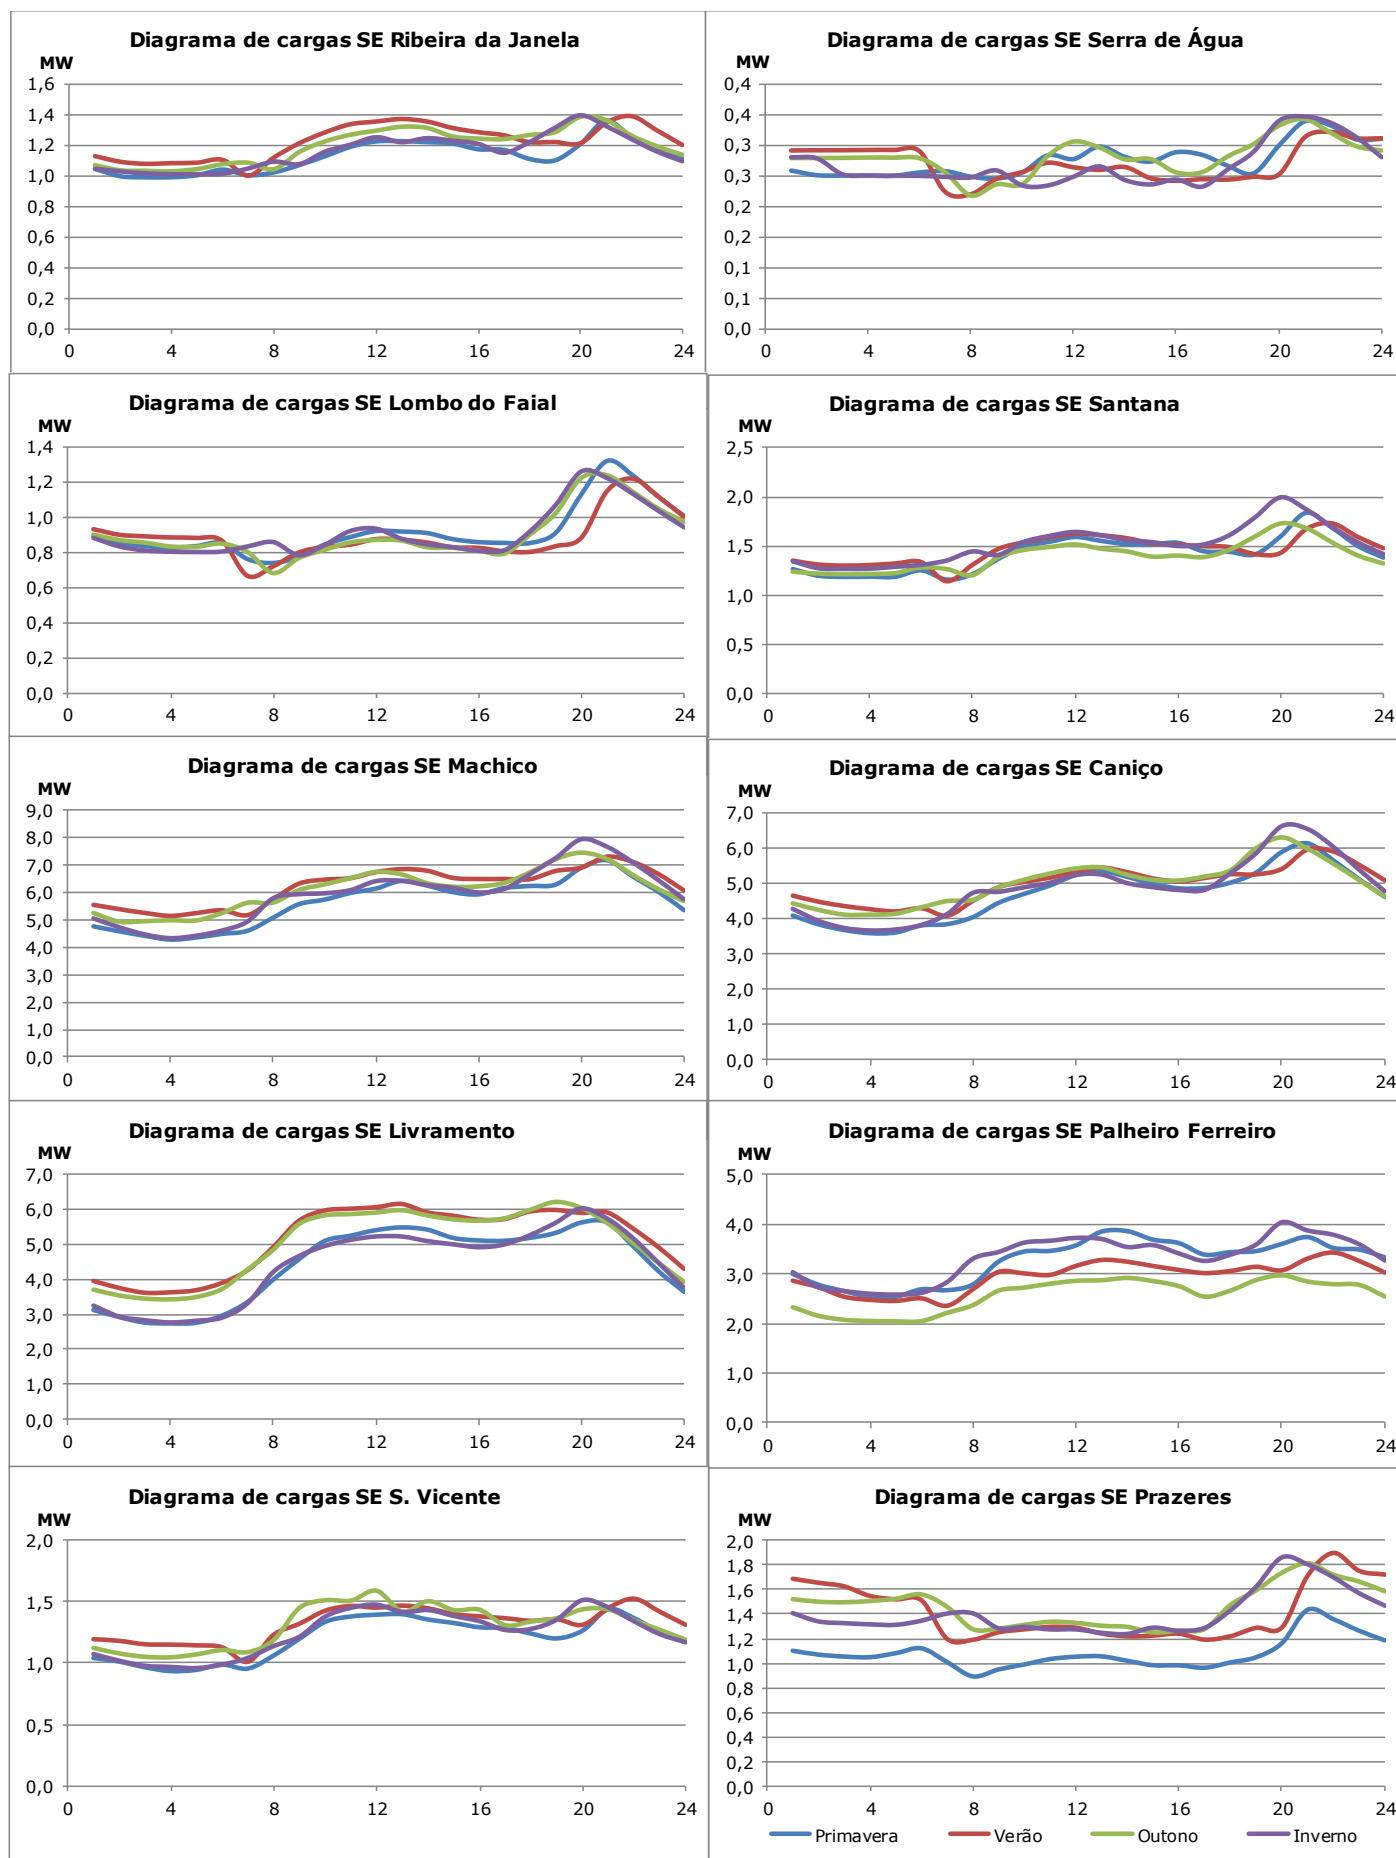 Diagrama de cargas SE Ribeira da Janela
MW
1,6
1,4
1,2
1,0
0,8
0,6
0,4
0,2
0,0
0 4 8 12 16 20 24
Diagrama de cargas SE Serra de Água
MW
0,4
0,4
0,3
0,3
0,2
0,2
0,1
0,1
0,0
0 4 8 12 16 20 24
Diagrama de cargas SE Lombo do Faial
MW
1,4
1,2
1,0
0,8
0,6
0,4
0,2
0,0
0 4 8 12 16 20 24
Diagrama de cargas SE Santana
MW
2,5
2,0
1,5
1,0
0,5
0,0
0 4 8 12 16 20 24
Diagrama de cargas SE Machico
MW
9,0
8,0
7,0
6,0
5,0
4,0
3,0
2,0
1,0
0,0
0 4 8 12 16 20 24
Diagrama de cargas SE Caniço
MW
7,0
6,0
5,0
4,0
3,0
2,0
1,0
0,0
0 4 8 12 16 20 24
Diagrama de cargas SE Livramento
MW
7,0
6,0
5,0
4,0
3,0
2,0
1,0
0,0
0 4 8 12 16 20 24
Diagrama de cargas SE Palheiro Ferreiro
MW
5,0
4,0
3,0
2,0
1,0
0,0
0 4 8 12 16 20 24
Diagrama de cargas SE S. Vicente
MW
2,0
1,5
1,0
0,5
0,0
0 4 8 12 16 20 24
Diagrama de cargas SE Prazeres
MW
2,0
1,8
1,6
1,4
1,2
1,0
0,8
0,6
0,4
0,2
0,0
0 4 8 12 16 20 24
Primavera Verão Outono Inverno